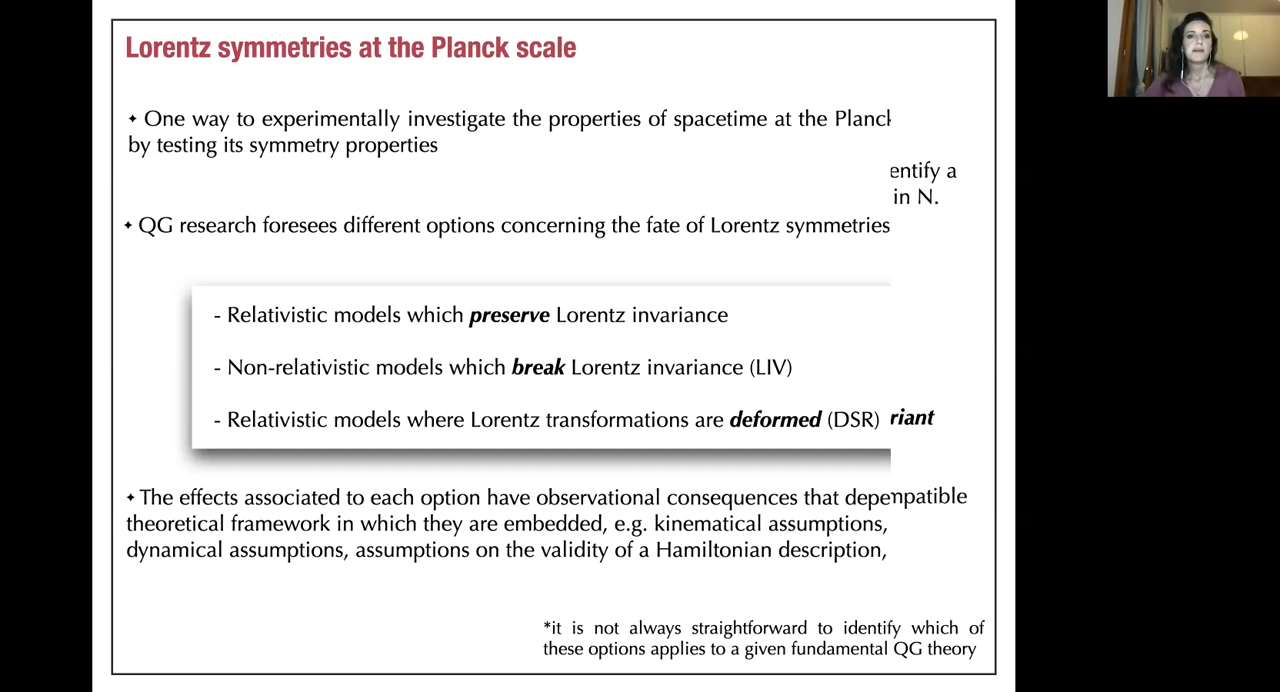 Lorentz symmetries at the Planck scale
✦ One way to experimentally investigate the properties of spacetime at the Planck
by testing its symmetry properties
entify a
in N.
✦ QG research foresees different options concerning the fate of Lorentz symmetries
- Relativistic models which preserve Lorentz invariance
- Non-relativistic models which break Lorentz invariance (LIV)
- Relativistic models where Lorentz transformations are deformed (DSR) riant
✦ The effects associated to each option have observational consequences that depenpatible
theoretical framework in which they are embedded, e.g. kinematical assumptions,
dynamical assumptions, assumptions on the validity of a Hamiltonian description,
*it is not always straightforward to identify which of
these options applies to a given fundamental QG theory